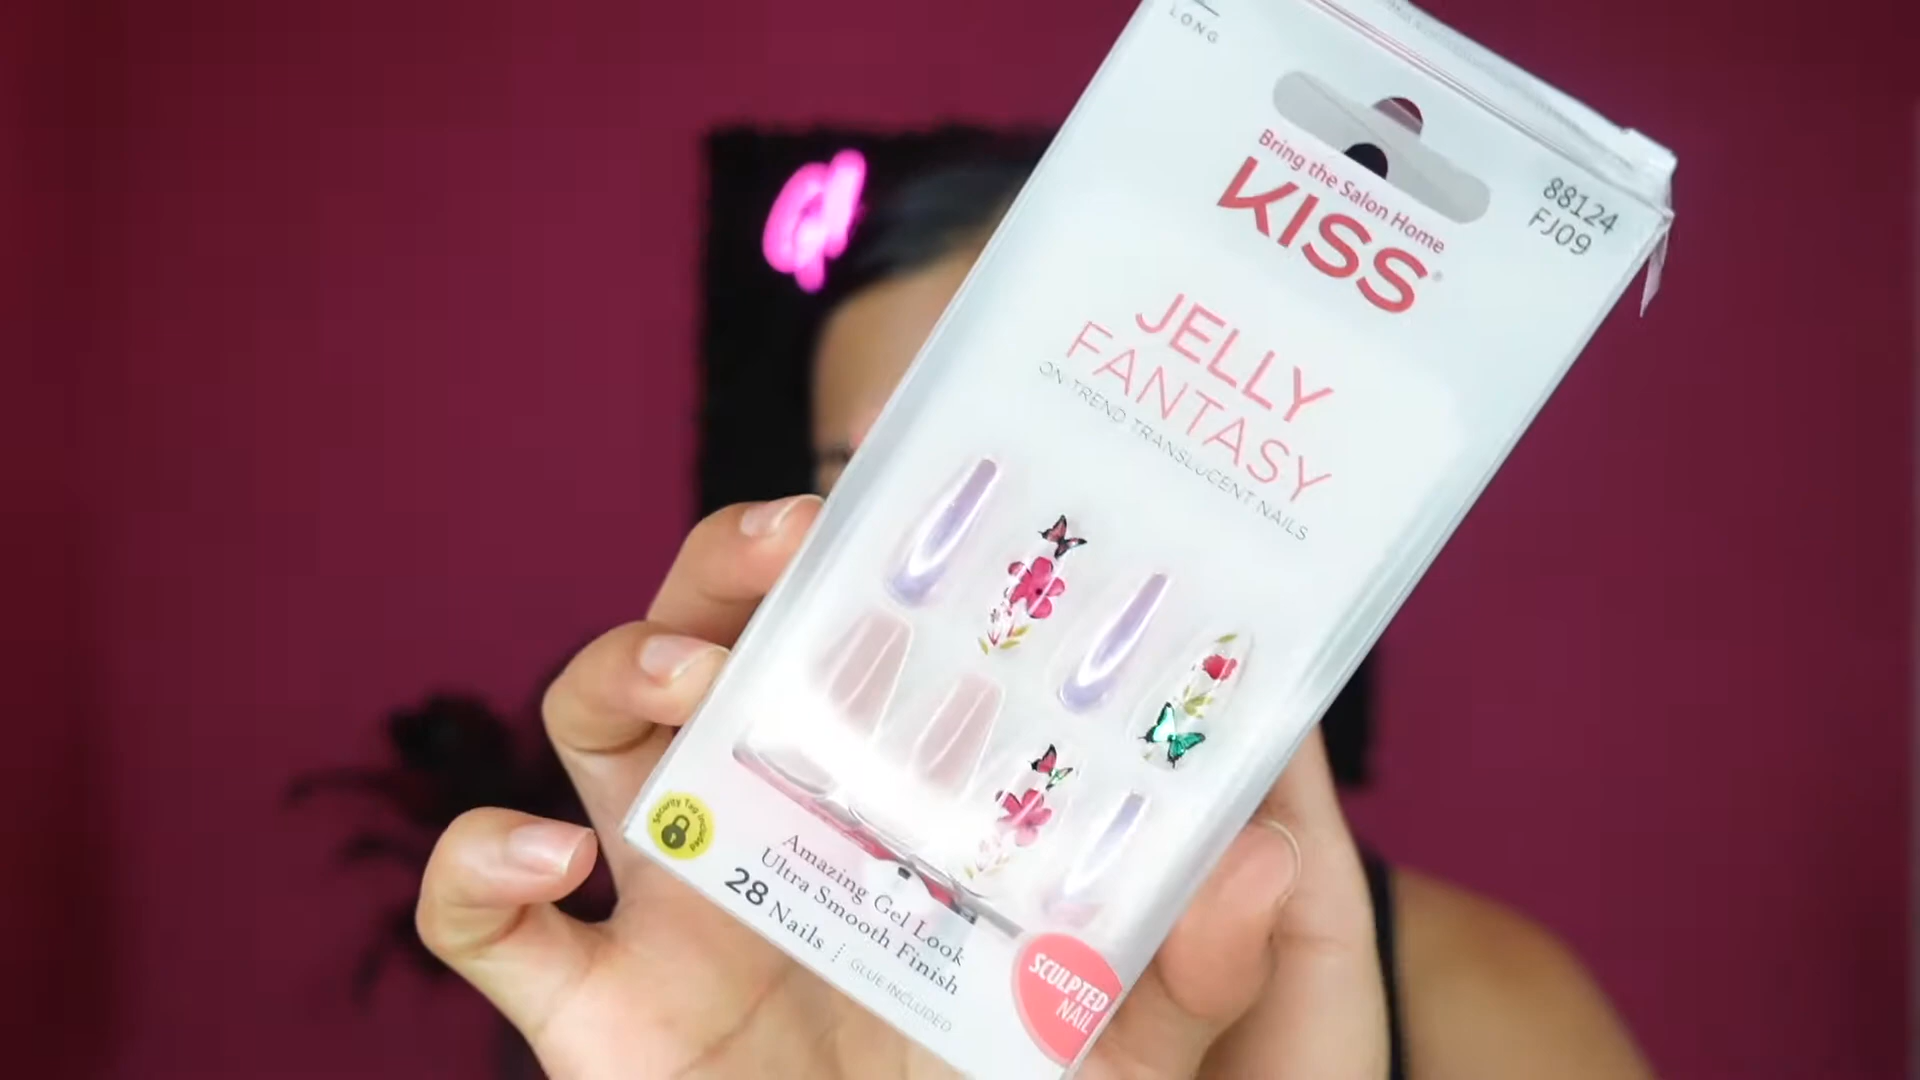 LONG
Bring the Salon Home
KISS®
88124
FJ09
JELLY
FANTASY
ON-TREND TRANSLUCENT NAILS
Security Tag Included
Amazing Gel Look
Ultra Smooth Finish
28 Nails
GLUE INCLUDED
SCULPTED
NAIL